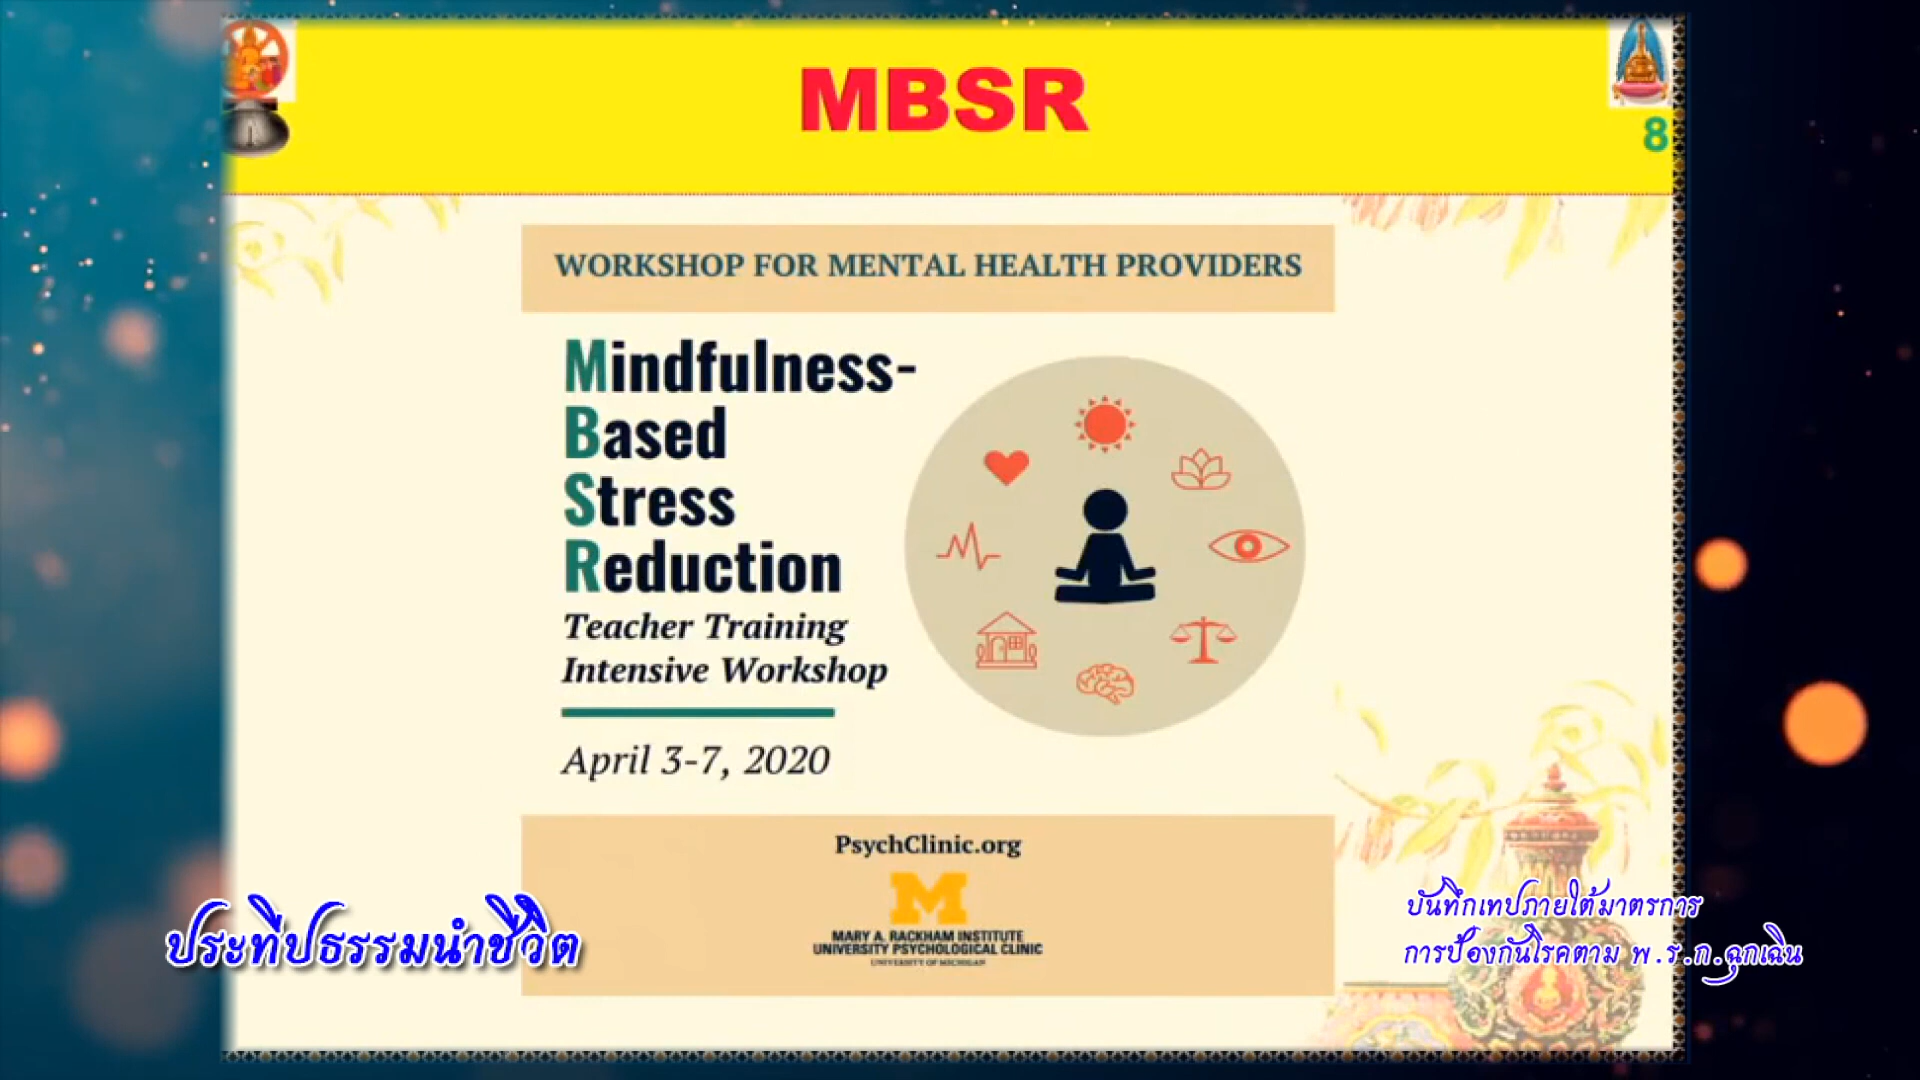 MBSR
8
WORKSHOP FOR MENTAL HEALTH PROVIDERS
Mindfulness-
Based
Stress
Reduction
Teacher Training
Intensive Workshop
April 3-7, 2020
PsychClinic.org
M
MARY A. RACKHAM INSTITUTE
UNIVERSITY PSYCHOLOGICAL CLINIC
UNIVERSITY OF MICHIGAN
ประทีปธรรมนำชีวิต
บันทึกเทปภายใต้มาตรการ
การป้องกันโรคตาม พ.ร.ก.ฉุกเฉิน